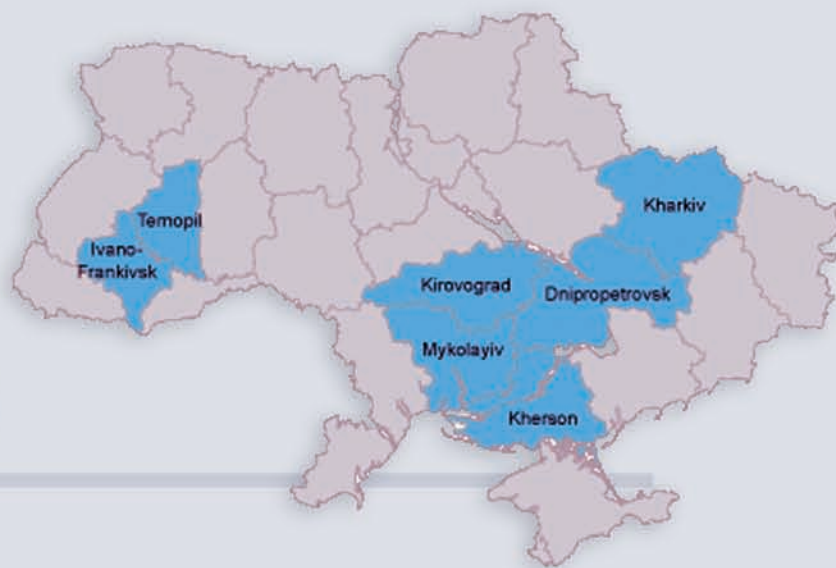 Kharkiv
Ternopil
Ivano-
Frankivsk
Kirovograd
Dnipropetrovsk
Mykolayiv
Kherson